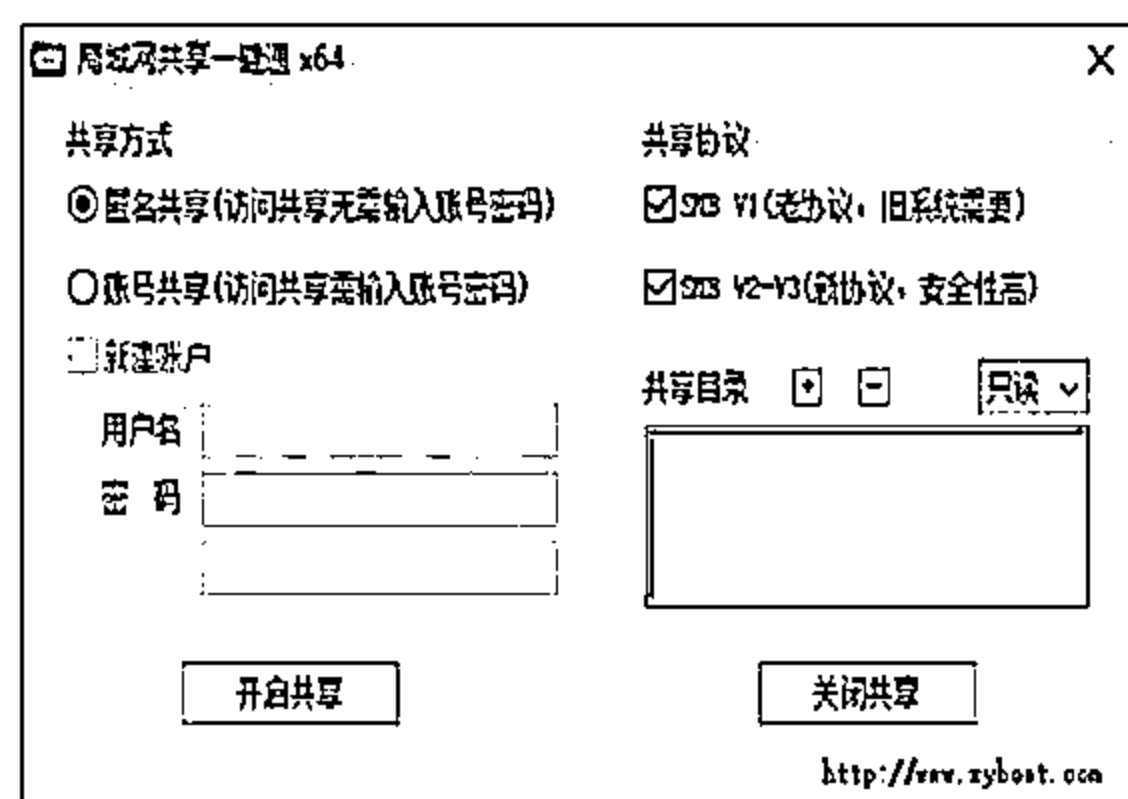 局域网共享一键通 x64
共享方式
匿名共享(访问共享无需输入账号密码)
账号共享(访问共享需输入账号密码)
新建账户
用户名
密 码
开启共享
共享协议
SMB V1(老协议，旧系统需要)
SMB V2-V3(新协议，安全性高)
共享目录 + - 只读
关闭共享